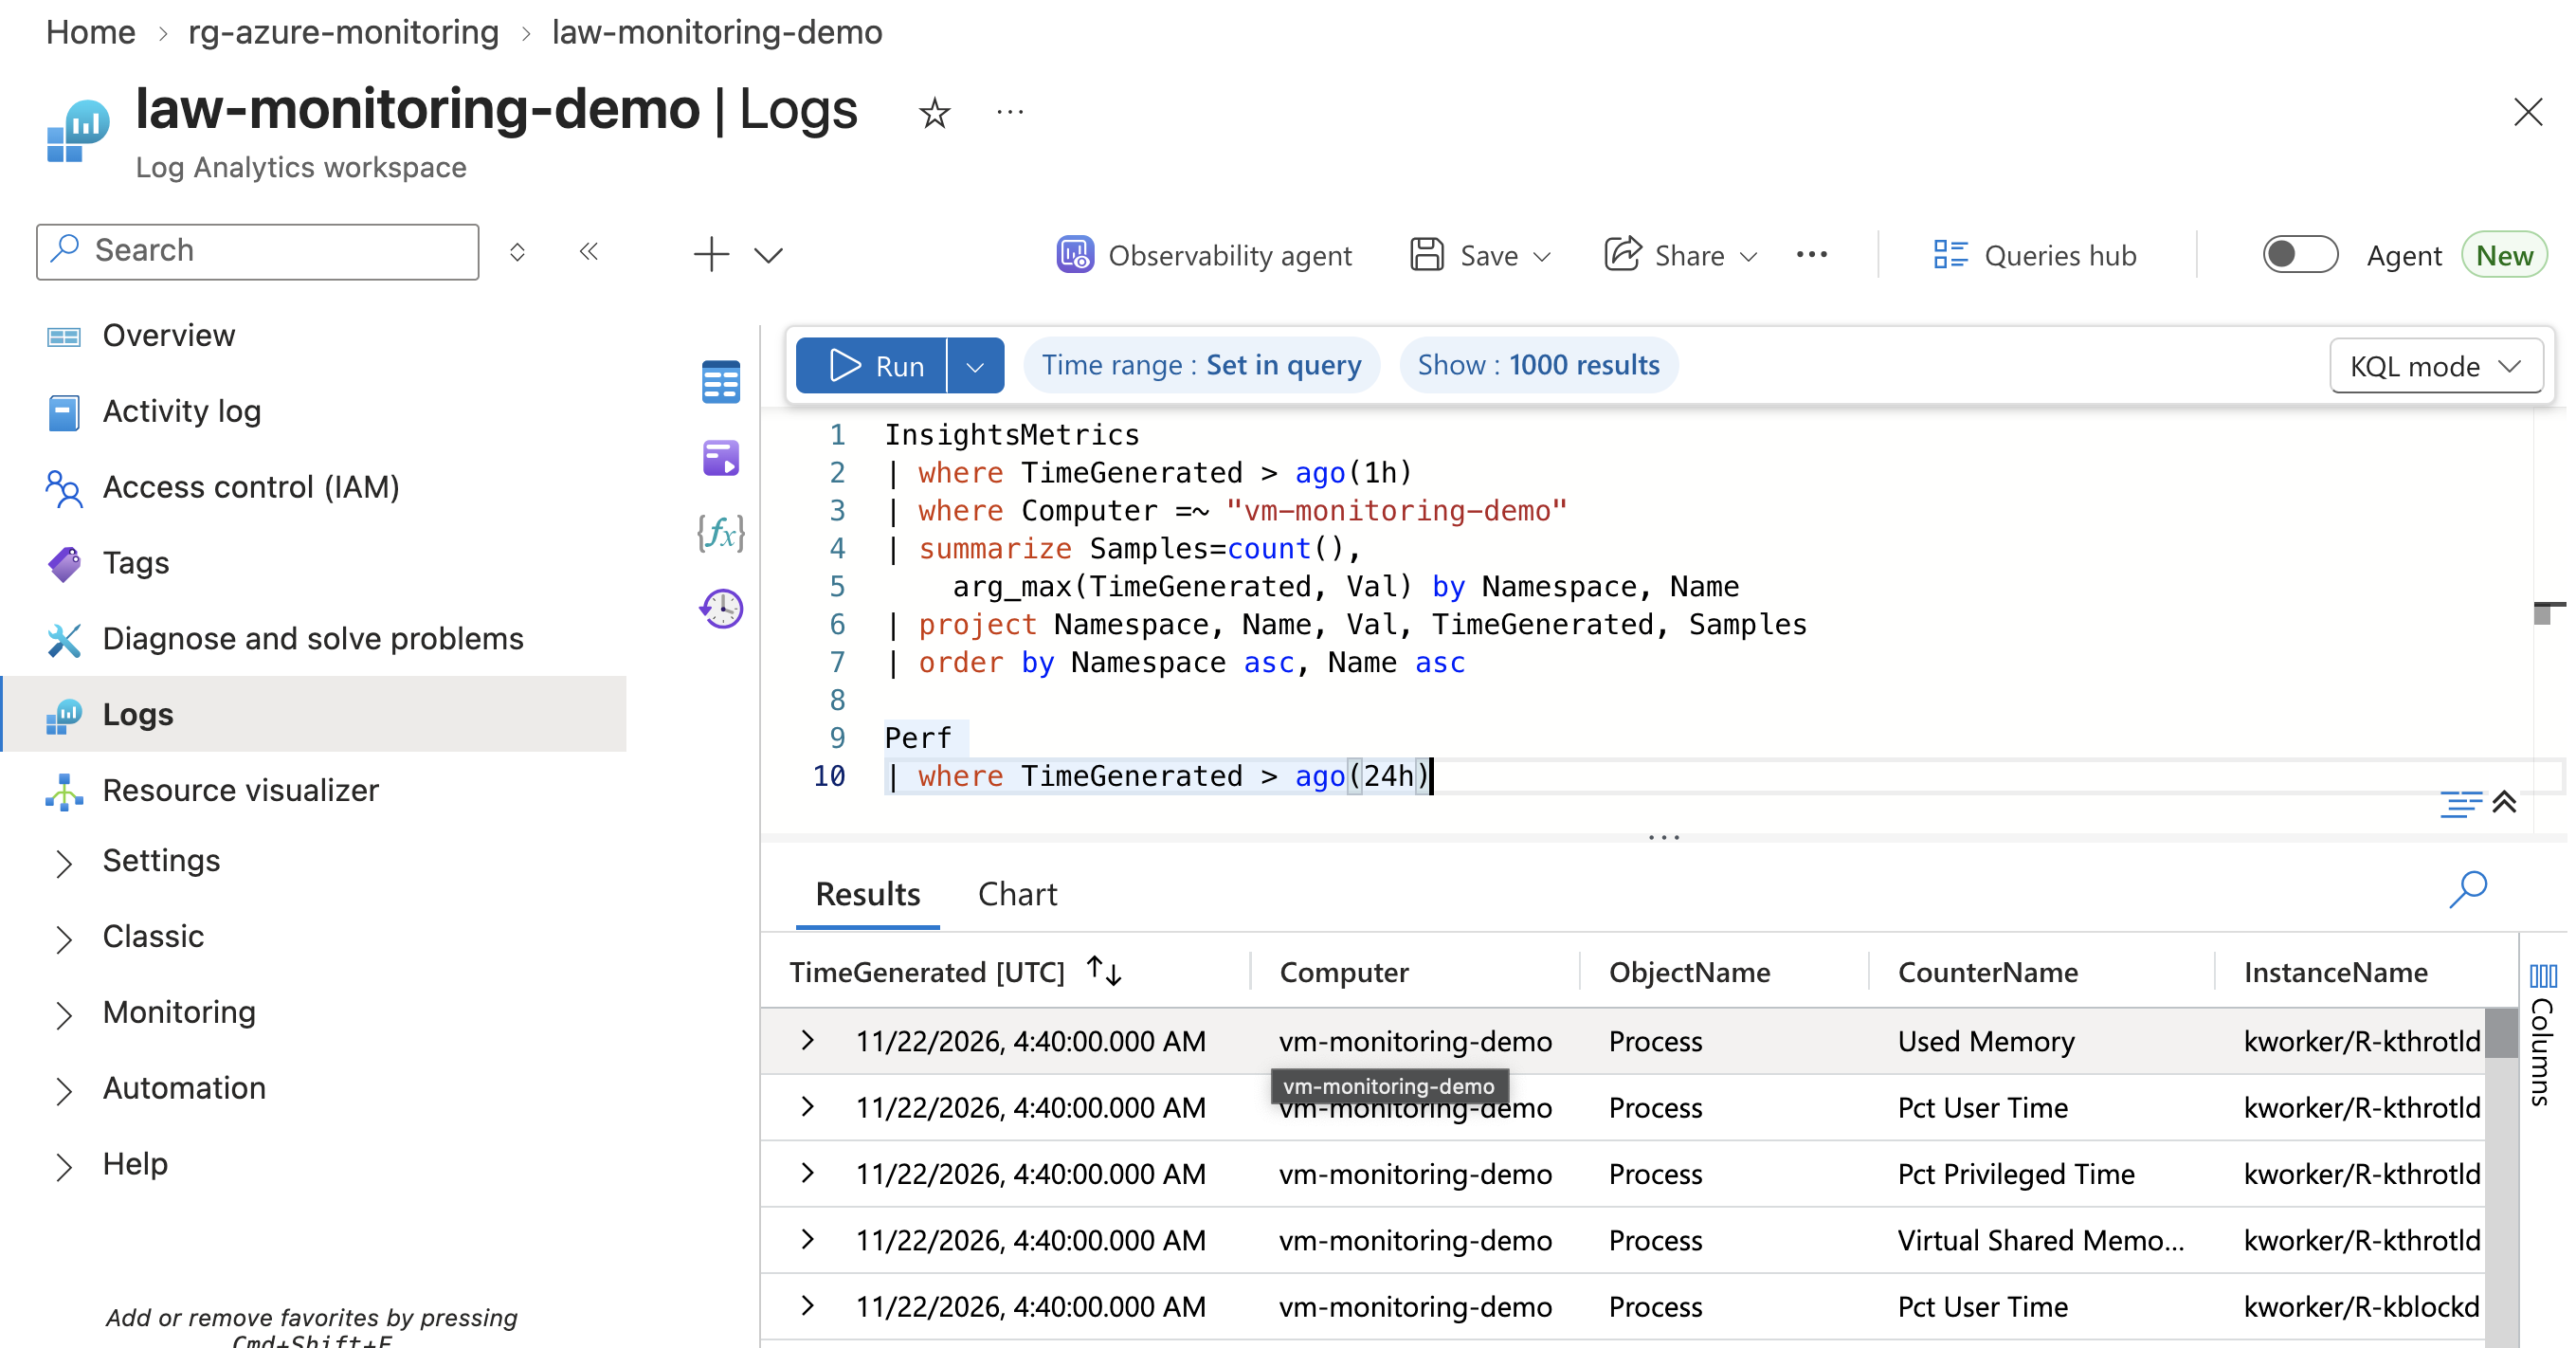 Home > rg-azure-monitoring > law-monitoring-demo
law-monitoring-demo | Logs
Log Analytics workspace
Search
Overview
Activity log
Access control (IAM)
Tags
Diagnose and solve problems
Logs
Resource visualizer
Settings
Classic
Monitoring
Automation
Help
Add or remove favorites by pressing
Cmd+Shift+F
Observability agent
Save
Share
Queries hub
Agent
New
Run
Time range : Set in query
Show : 1000 results
KQL mode
1 InsightsMetrics
2 | where TimeGenerated > ago(1h)
3 | where Computer =~ "vm-monitoring-demo"
4 | summarize Samples=count(),
5 arg_max(TimeGenerated, Val) by Namespace, Name
6 | project Namespace, Name, Val, TimeGenerated, Samples
7 | order by Namespace asc, Name asc
8
9 Perf
10 | where TimeGenerated > ago(24h)
Results Chart
TimeGenerated [UTC] Computer ObjectName CounterName InstanceName
11/22/2026, 4:40:00.000 AM vm-monitoring-demo Process Used Memory kworker/R-kthrotld
vm-monitoring-demo
11/22/2026, 4:40:00.000 AM vm-monitoring-demo Process Pct User Time kworker/R-kthrotld
11/22/2026, 4:40:00.000 AM vm-monitoring-demo Process Pct Privileged Time kworker/R-kthrotld
11/22/2026, 4:40:00.000 AM vm-monitoring-demo Process Virtual Shared Memo... kworker/R-kthrotld
11/22/2026, 4:40:00.000 AM vm-monitoring-demo Process Pct User Time kworker/R-kblockd
Columns